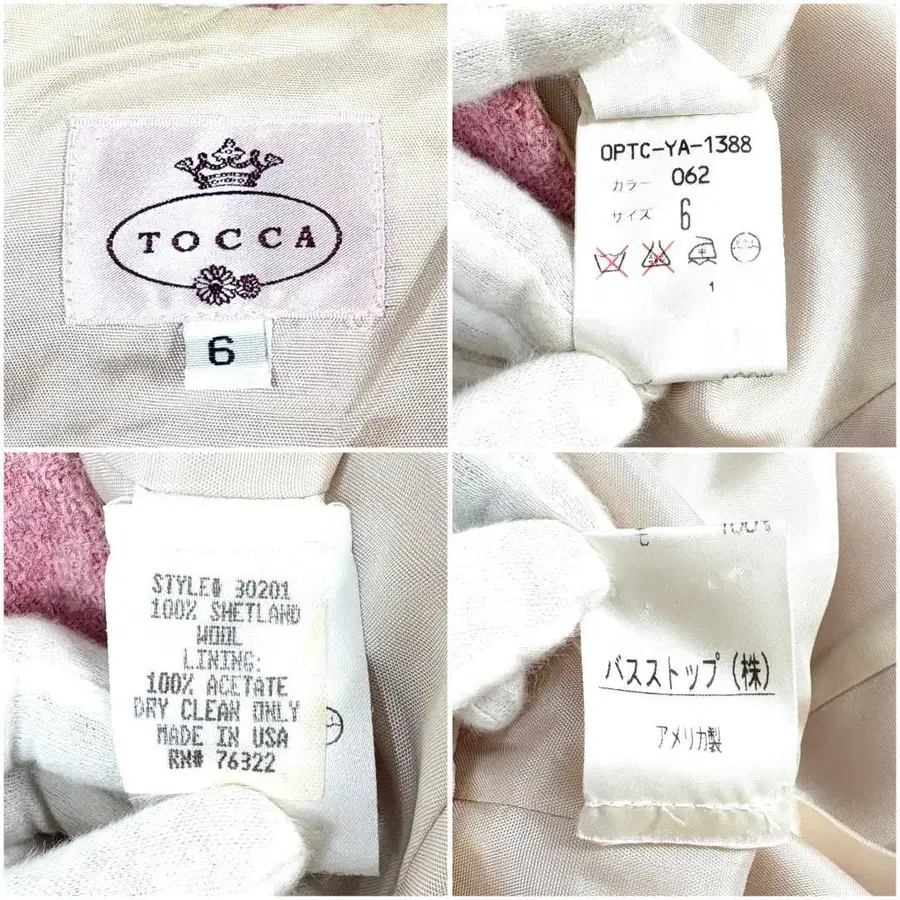 TOCCA
6
OPTC-YA-1388
カラー 062
サイズ 6
1
STYLE# 30201
100% SHETLAND
WOOL
LINING:
100% ACETATE
DRY CLEAN ONLY
MADE IN USA
RN# 76322
バスストップ(株)
アメリカ製